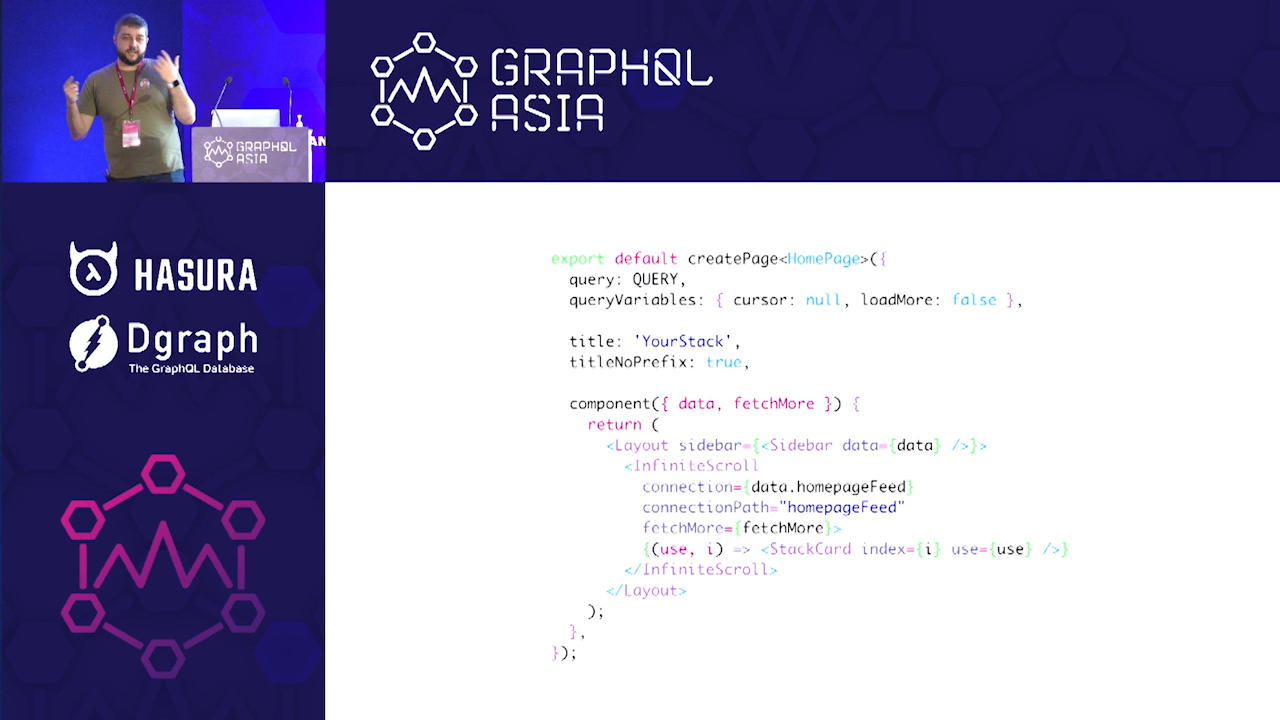 GRAPHQL
ASIA
GRAPHQL
ASIA
AN
HASURA
Dgraph
The GraphQL Database
export default createPage<HomePage>({
  query: QUERY,
  queryVariables: { cursor: null, loadMore: false },

  title: 'YourStack',
  titleNoPrefix: true,

  component({ data, fetchMore }) {
    return (
      <Layout sidebar={<Sidebar data={data} />}>
        <InfiniteScroll
          connection={data.homepageFeed}
          connectionPath="homepageFeed"
          fetchMore={fetchMore}>
          {(use, i) => <StackCard index={i} use={use} />}
        </InfiniteScroll>
      </Layout>
    );
  },
});